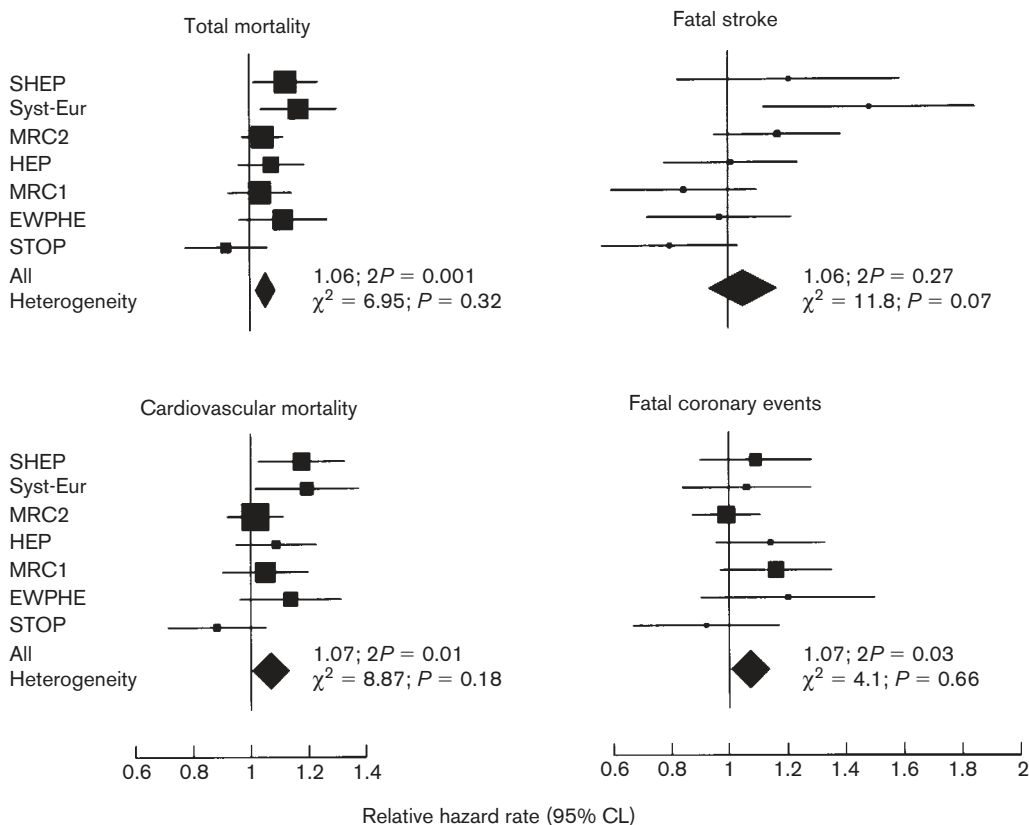 Total mortality
SHEP
Syst-Eur
MRC2
HEP
MRC1
EWPHE
STOP
All
Heterogeneity
1.06; 2P = 0.001
χ² = 6.95; P = 0.32
Fatal stroke
1.06; 2P = 0.27
χ² = 11.8; P = 0.07
Cardiovascular mortality
SHEP
Syst-Eur
MRC2
HEP
MRC1
EWPHE
STOP
All
Heterogeneity
1.07; 2P = 0.01
χ² = 8.87; P = 0.18
Fatal coronary events
1.07; 2P = 0.03
χ² = 4.1; P = 0.66
0.6 0.8 1 1.2 1.4
0.6 0.8 1 1.2 1.4 1.6 1.8 2
Relative hazard rate (95% CL)